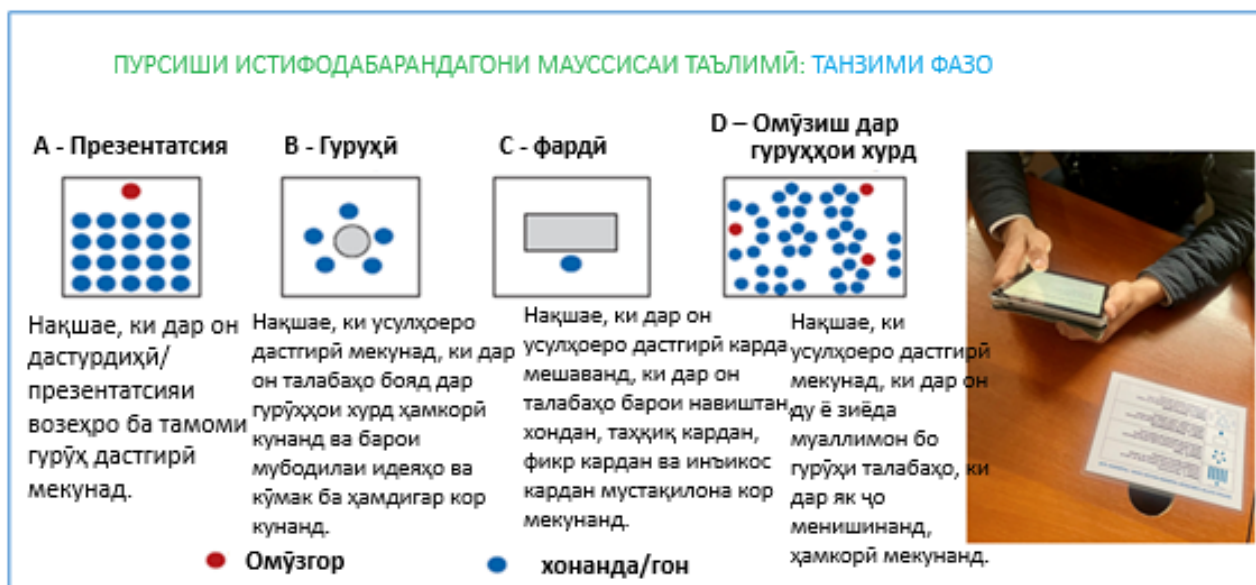 ПУРСИШИ ИСТИФОДАБАРАНДАГОНИ МАУССИСАИ ТАЪЛИМӢ: ТАНЗИМИ ФАЗО
A - Презентатсия
Нақшае, ки дар он
дастурдиҳӣ/
презентатсияи
возеҳро ба тамоми
гурӯҳ дастгирӣ
мекунад.
B - Гуруҳӣ
Нақшае, ки усулҳоеро
дастгирӣ мекунад, ки дар
он талабаҳо бояд дар
гурӯҳҳои хурд ҳамкорӣ
кунанд ва барои
мубодилаи идеяҳо ва
кӯмак ба ҳамдигар кор
кунанд.
C - фардӣ
Нақшае, ки дар он
усулҳоеро дастгирӣ карда
мешаванд, ки дар он
талабаҳо барои навиштан,
хондан, таҳқиқ кардан,
фикр кардан ва инъикос
кардан мустақилона кор
мекунанд.
D – Омӯзиш дар
гуруҳҳои хурд
Нақшае, ки
усулҳоеро дастгирӣ
мекунад, ки дар он
ду ё зиёда
муаллимон бо
гурӯҳи талабаҳо, ки
дар як ҷо
менишинанд,
ҳамкорӣ мекунанд.
Омӯзгор
хонанда/гон